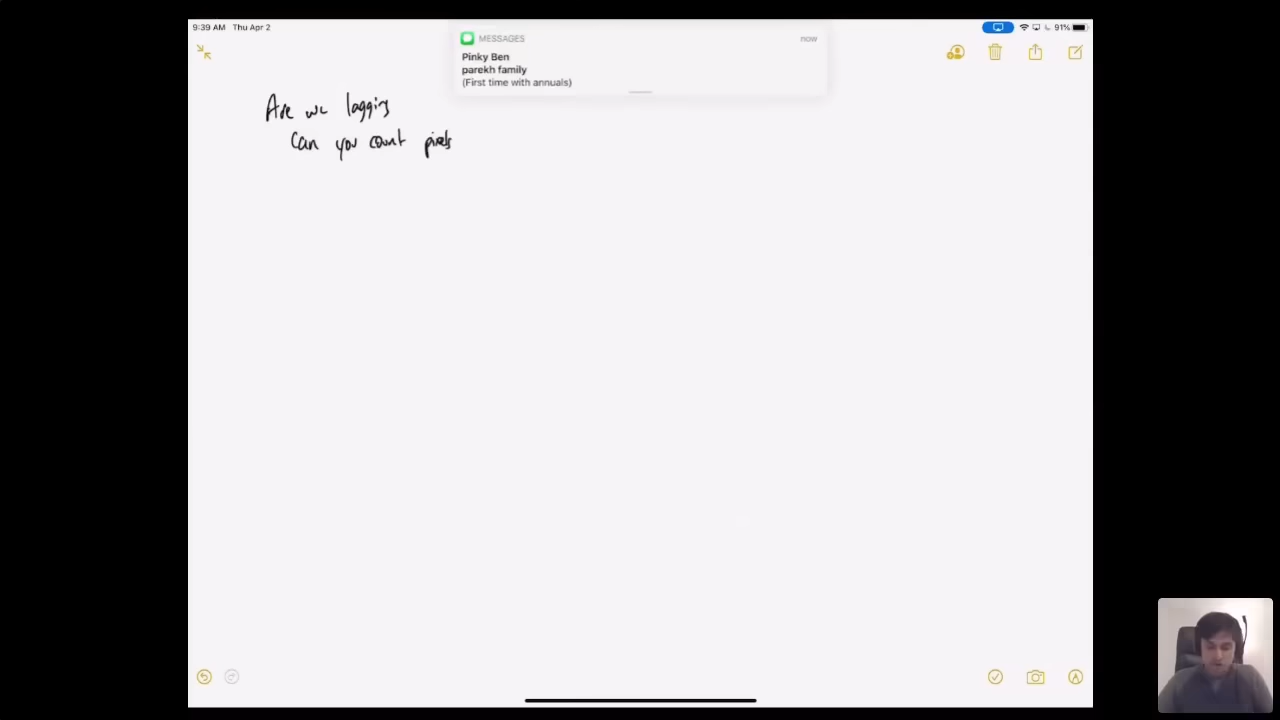 9:39 AM Thu Apr 2
91%
MESSAGES now
Pinky Ben
parekh family
(First time with annuals)
Are we lagging
Can you count pixels